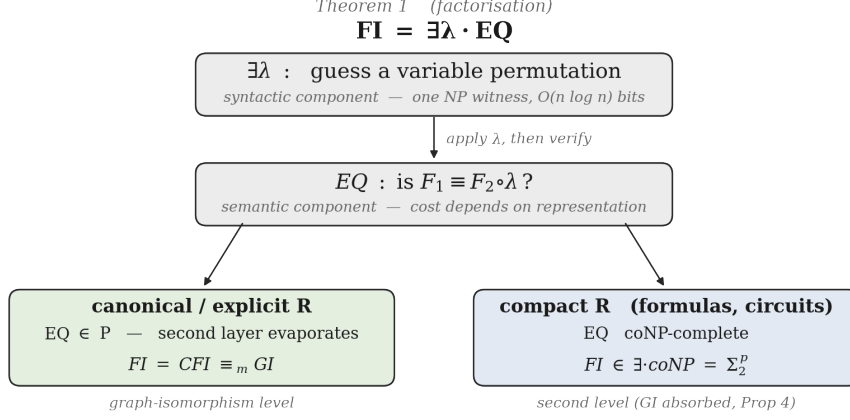 Theorem 1 (factorisation)
FI = ∃λ · EQ
∃λ : guess a variable permutation
syntactic component — one NP witness, O(n log n) bits
apply λ, then verify
EQ : is F₁ ≡ F₂∘λ ?
semantic component — cost depends on representation
canonical / explicit R
EQ ∈ P — second layer evaporates
FI = CFI ≡ₘ GI
graph-isomorphism level
compact R (formulas, circuits)
EQ coNP-complete
FI ∈ ∃·coNP = Σ₂ᵖ
second level (GI absorbed, Prop 4)